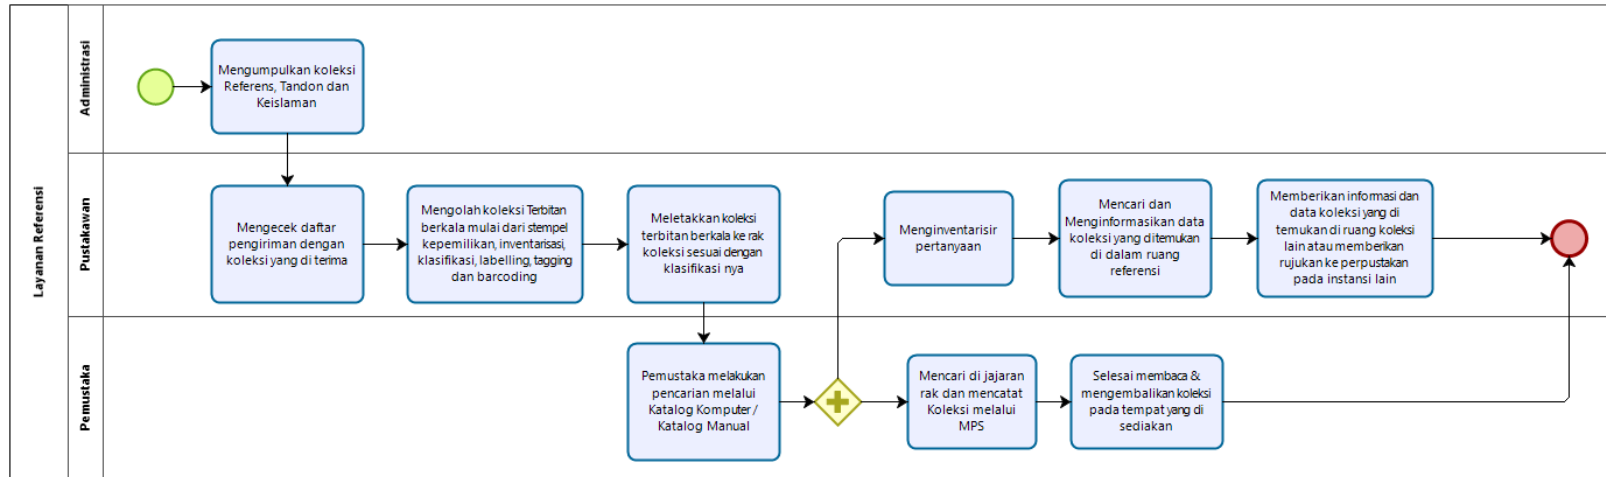 Layanan Referensi
Administrasi
Mengumpulkan koleksi
Referens, Tandon dan
Keislaman
Pustakawan
Mengecek daftar
pengiriman dengan
koleksi yang di terima
Mengolah koleksi Terbitan
berkala mulai dari stempel
kepemilikan, inventarisasi,
klasifikasi, labelling, tagging
dan barcoding
Meletakkan koleksi
terbitan berkala ke rak
koleksi sesuai dengan
klasifikasi nya
Menginventarisir
pertanyaan
Mencari dan
Menginformasikan data
koleksi yang ditemukan
di dalam ruang
referensi
Memberikan informasi dan
data koleksi yang di
temukan di ruang koleksi
lain atau memberikan
rujukan ke perpustakan
pada instansi lain
Pemustaka
Pemustaka melakukan
pencarian melalui
Katalog Komputer /
Katalog Manual
Mencari di jajaran
rak dan mencatat
Koleksi melalui
MPS
Selesai membaca &
mengembalikan koleksi
pada tempat yang di
sediakan